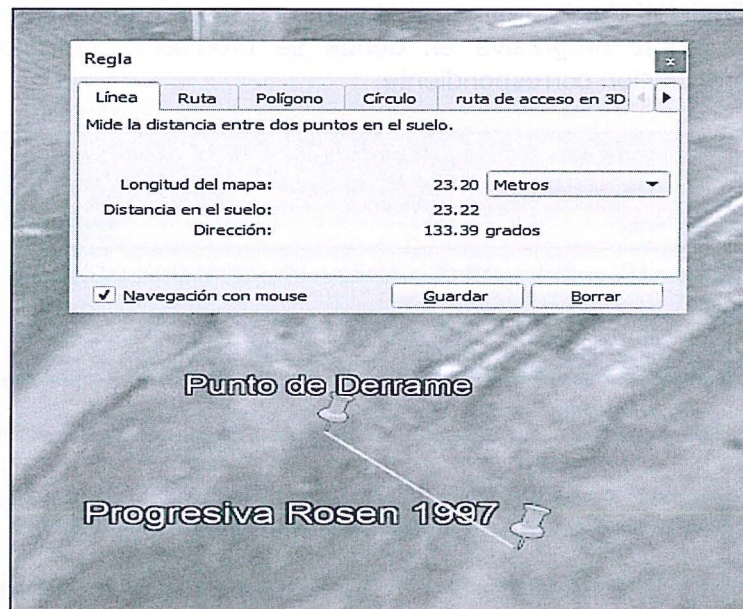 Regla
Línea Ruta Polígono Círculo ruta de acceso en 3D
Mide la distancia entre dos puntos en el suelo.
Longitud del mapa: 23.20 Metros
Distancia en el suelo: 23.22
Dirección: 133.39 grados
Navegación con mouse Guardar Borrar
Punto de Derrame
Progresiva Rosen 1997